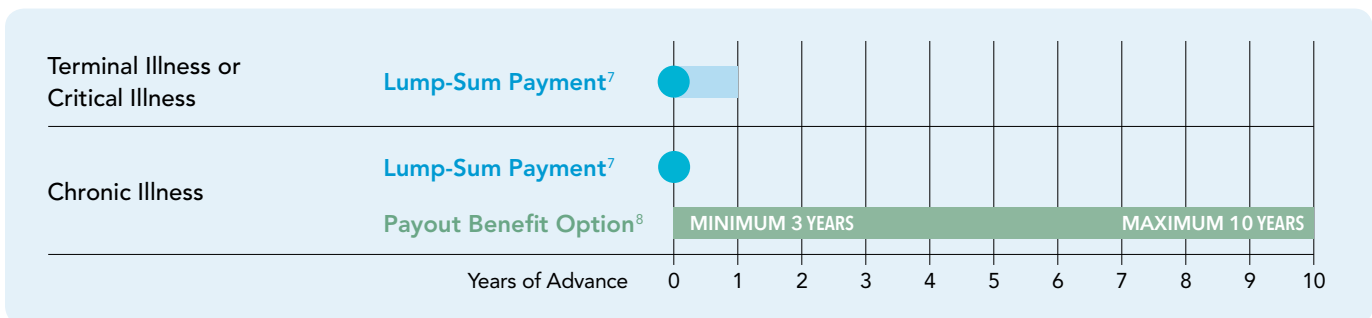 Terminal Illness or
Critical Illness
Lump-Sum Payment7
Chronic Illness
Lump-Sum Payment7
Payout Benefit Option8
MINIMUM 3 YEARS
MAXIMUM 10 YEARS
Years of Advance 0 1 2 3 4 5 6 7 8 9 10